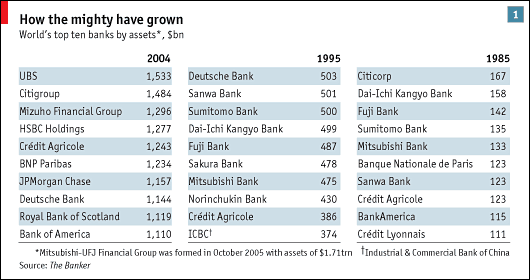 How the mighty have grown
1
World's top ten banks by assets*, $bn
2004 1995 1985
UBS 1,533 Deutsche Bank 503 Citicorp 167
Citigroup 1,484 Sanwa Bank 501 Dai-Ichi Kangyo Bank 158
Mizuho Financial Group 1,296 Sumitomo Bank 500 Fuji Bank 142
HSBC Holdings 1,277 Dai-Ichi Kangyo Bank 499 Sumitomo Bank 135
Crédit Agricole 1,243 Fuji Bank 487 Mitsubishi Bank 133
BNP Paribas 1,234 Sakura Bank 478 Banque Nationale de Paris 123
JPMorgan Chase 1,157 Mitsubishi Bank 475 Sanwa Bank 123
Deutsche Bank 1,144 Norinchukin Bank 430 Crédit Agricole 123
Royal Bank of Scotland 1,119 Crédit Agricole 386 BankAmerica 115
Bank of America 1,110 ICBC† 374 Crédit Lyonnais 111
*Mitsubishi-UFJ Financial Group was formed in October 2005 with assets of $1.71trn †Industrial & Commercial Bank of China
Source: The Banker